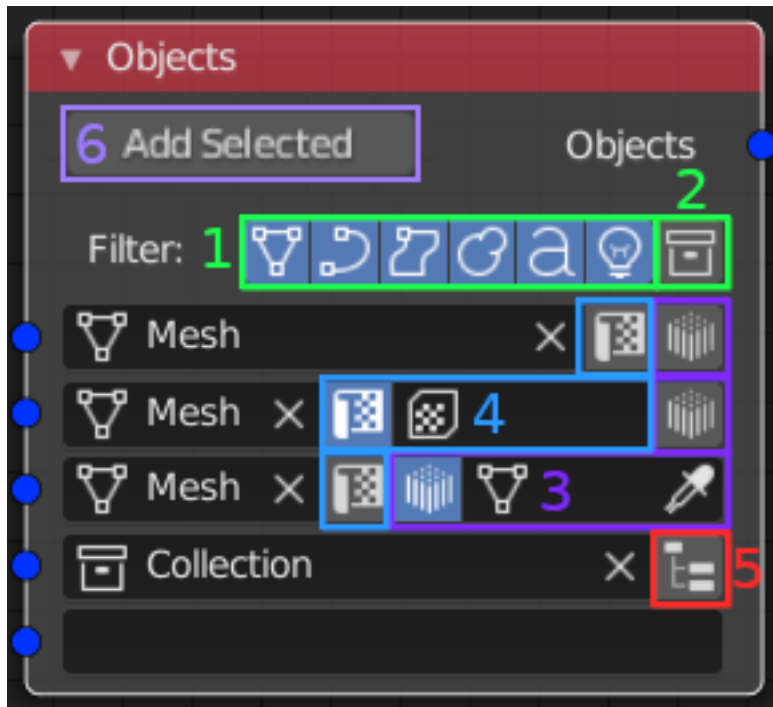 Objects
6 Add Selected Objects
2
Filter: 1
Mesh
Mesh 4
Mesh 3
Collection 5